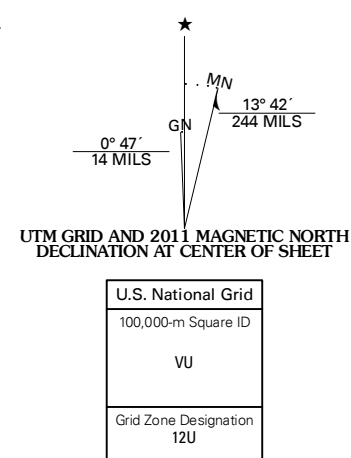 ★
MN
GN
13° 42´
244 MILS
0° 47´
14 MILS
UTM GRID AND 2011 MAGNETIC NORTH
DECLINATION AT CENTER OF SHEET
U.S. National Grid
100,000-m Square ID
VU
Grid Zone Designation
12U